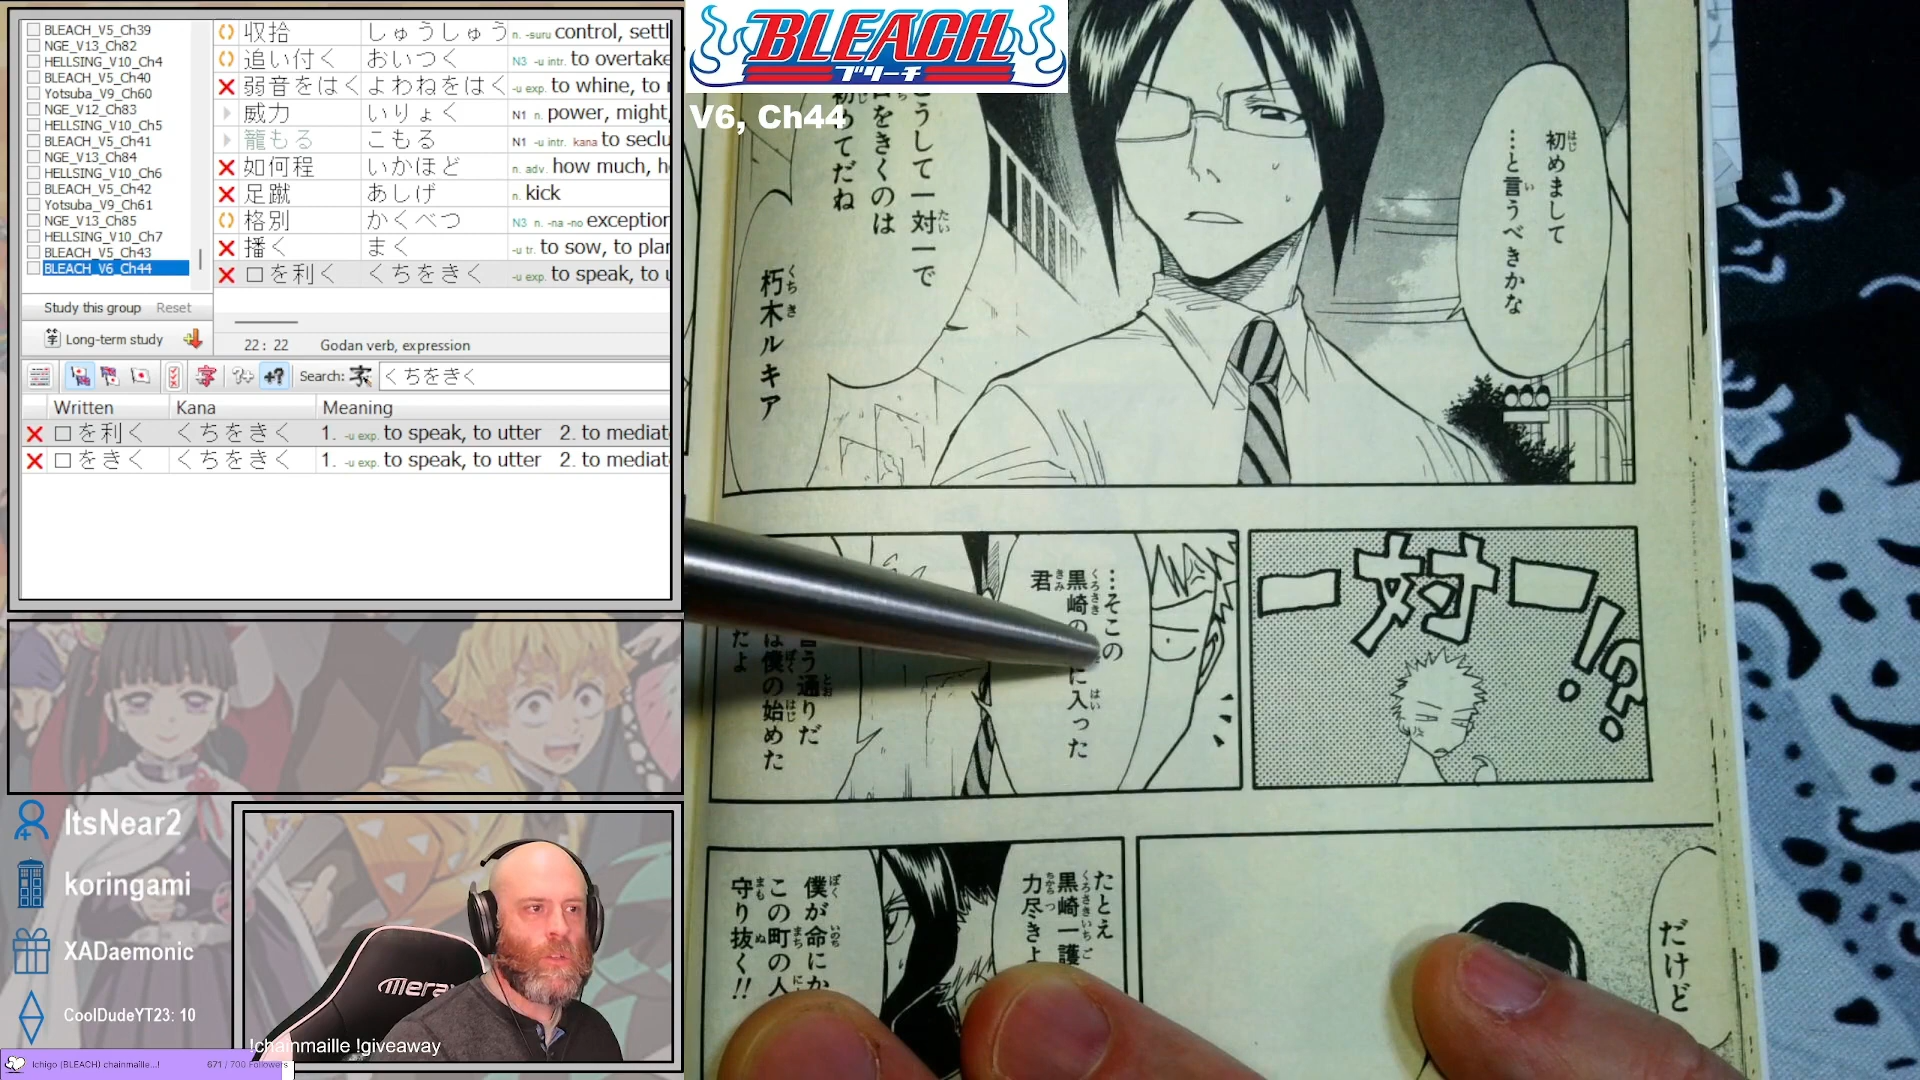 BLEACH_V5_Ch39
NGE_V13_Ch82
HELLSING_V10_Ch4
BLEACH_V5_Ch40
Yotsuba_V9_Ch60
NGE_V12_Ch83
HELLSING_V10_Ch5
BLEACH_V5_Ch41
NGE_V13_Ch84
HELLSING_V10_Ch6
BLEACH_V5_Ch42
Yotsuba_V9_Ch61
NGE_V13_Ch85
HELLSING_V10_Ch7
BLEACH_V5_Ch43
BLEACH_V6_Ch44
Study this group Reset
Long-term study
収拾 しゅうしゅう n. -suru control, settl
追い付く おいつく N3 -u intr. to overtake
弱音をはく よわねをはく -u exp. to whine, to
威力 いりょく N1 n. power, might,
籠もる こもる N1 -u intr. kana to seclu
如何程 いかほど n. adv. how much, h
足蹴 あしげ n. kick
格別 かくべつ N3 n. -na -no exception
播く まく -u tr. to sow, to plan
口を利く くちをきく -u exp. to speak, to
22 : 22 Godan verb, expression
Search: くちをきく
Written Kana Meaning
口を利く くちをきく 1. -u exp. to speak, to utter 2. to mediat
口をきく くちをきく 1. -u exp. to speak, to utter 2. to mediat
BLEACH
ブリーチ
V6, Ch44
初めまして
…と言うべきかな
こうして一対一で
をきくのは
初めてだね
朽木ルキア
一対一!?
…そこの
黒崎の
に入った
君
言う通りだ
は僕の始めた
だよ
だけど
たとえ
黒崎一護
力尽きよ
僕が命にか
この町の人
守り抜く!!
ItsNear2
koringami
XADaemonic
CoolDudeYT23: 10
!chainmaille !giveaway
Ichigo (BLEACH) chainmaille...!
671 / 700 Followers